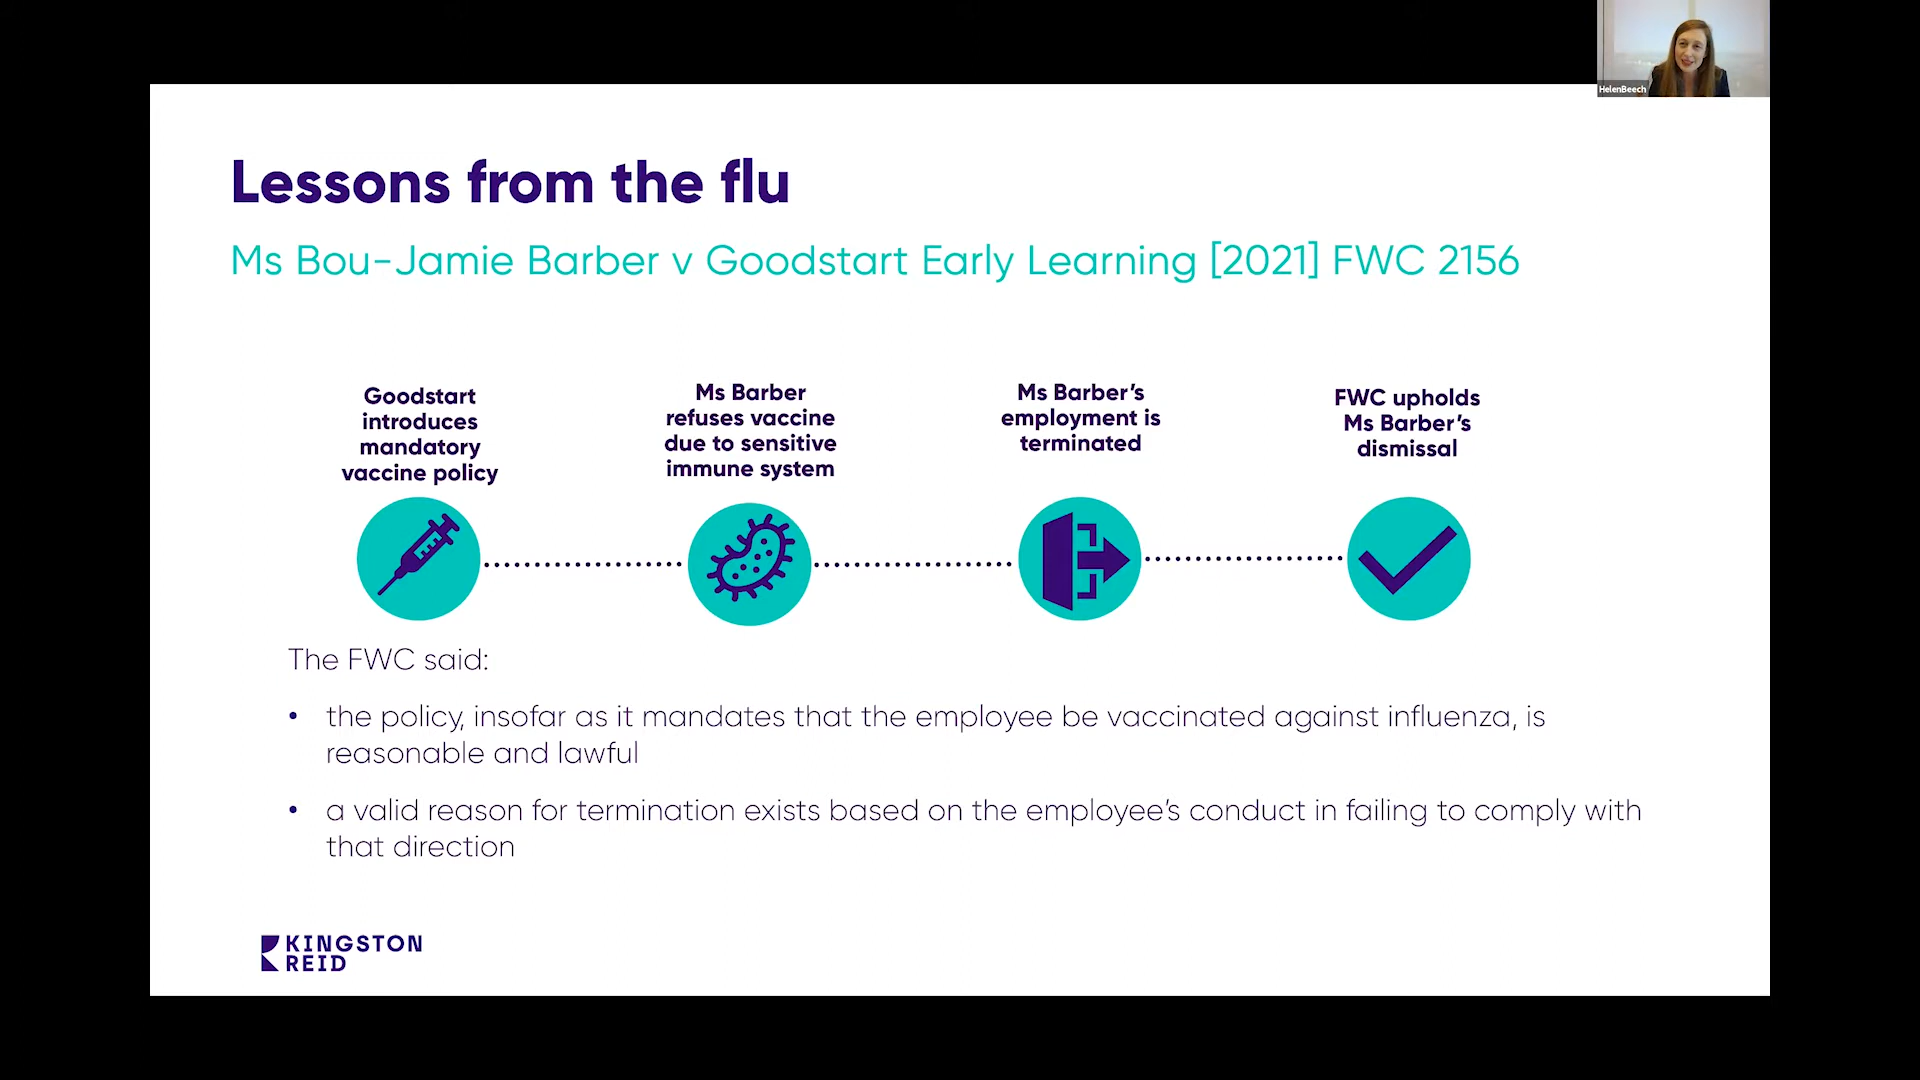 HelenBeech
Lessons from the flu
Ms Bou-Jamie Barber v Goodstart Early Learning [2021] FWC 2156
Goodstart
introduces
mandatory
vaccine policy
Ms Barber
refuses vaccine
due to sensitive
immune system
Ms Barber's
employment is
terminated
FWC upholds
Ms Barber's
dismissal
The FWC said:
• the policy, insofar as it mandates that the employee be vaccinated against influenza, is
reasonable and lawful
• a valid reason for termination exists based on the employee's conduct in failing to comply with
that direction
KINGSTON
REID